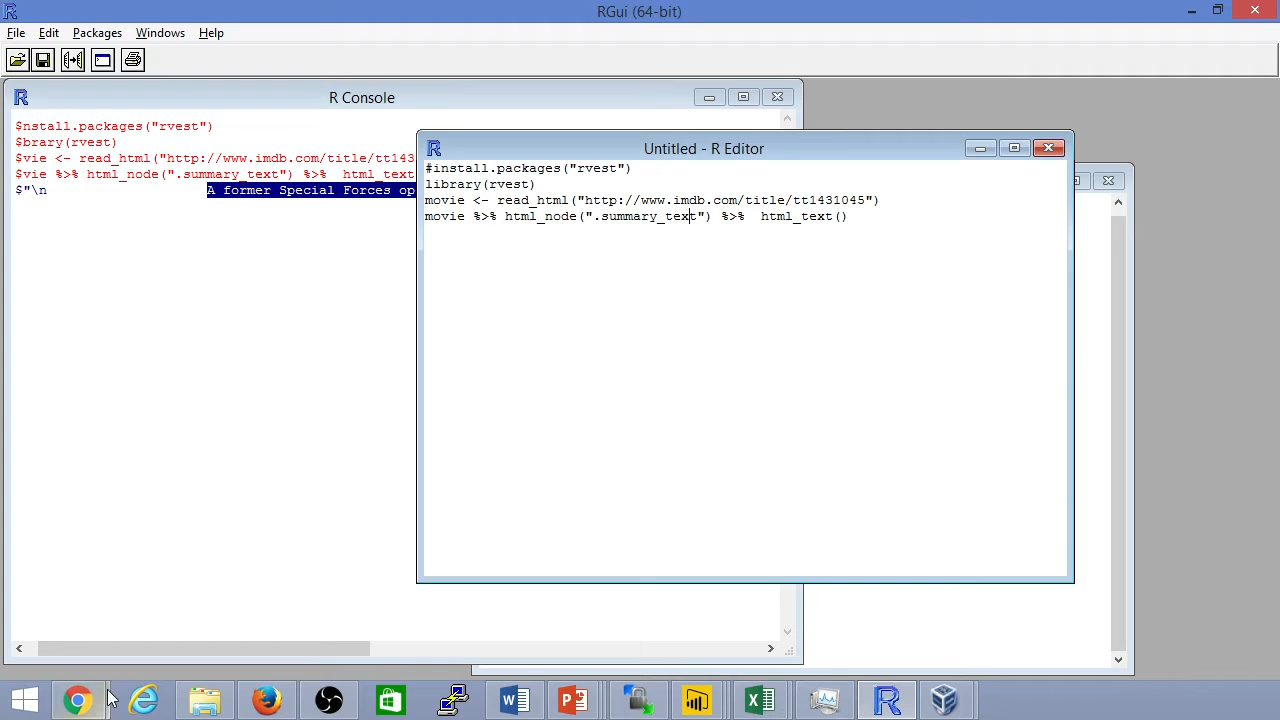 RGui (64-bit)
File Edit Packages Windows Help
R Console
$nstall.packages("rvest")
$brary(rvest)
$vie <- read_html("http://www.imdb.com/title/tt143
$vie %>% html_node(".summary_text") %>%  html_text
$"\n                    A former Special Forces op
Untitled - R Editor
#install.packages("rvest")
library(rvest)
movie <- read_html("http://www.imdb.com/title/tt1431045")
movie %>% html_node(".summary_text") %>%  html_text()